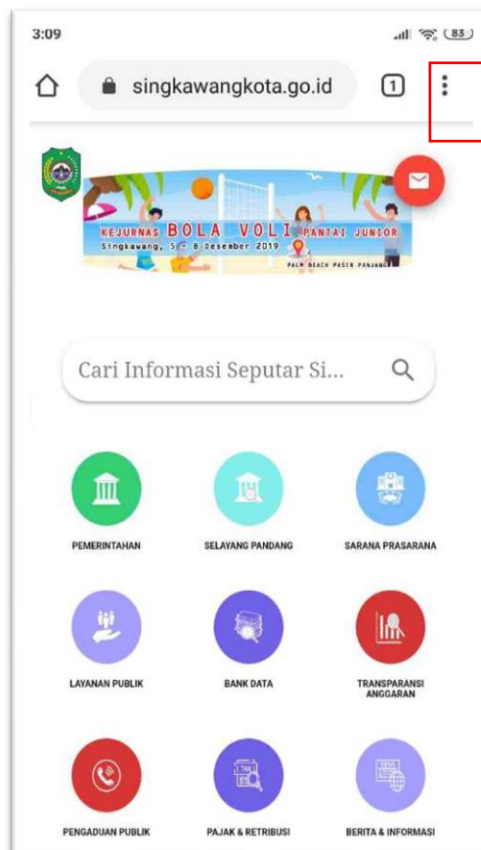 3:09
83
singkawangkota.go.id
1
KEJURNAS BOLA VOLI PANTAI JUNIOR
Singkawang, 5 - 8 Desember 2019
PALM BEACH PASIR PANJANG
Cari Informasi Seputar Si...
PEMERINTAHAN
SELAYANG PANDANG
SARANA PRASARANA
LAYANAN PUBLIK
BANK DATA
TRANSPARANSI
ANGGARAN
PENGADUAN PUBLIK
PAJAK & RETRIBUSI
BERITA & INFORMASI